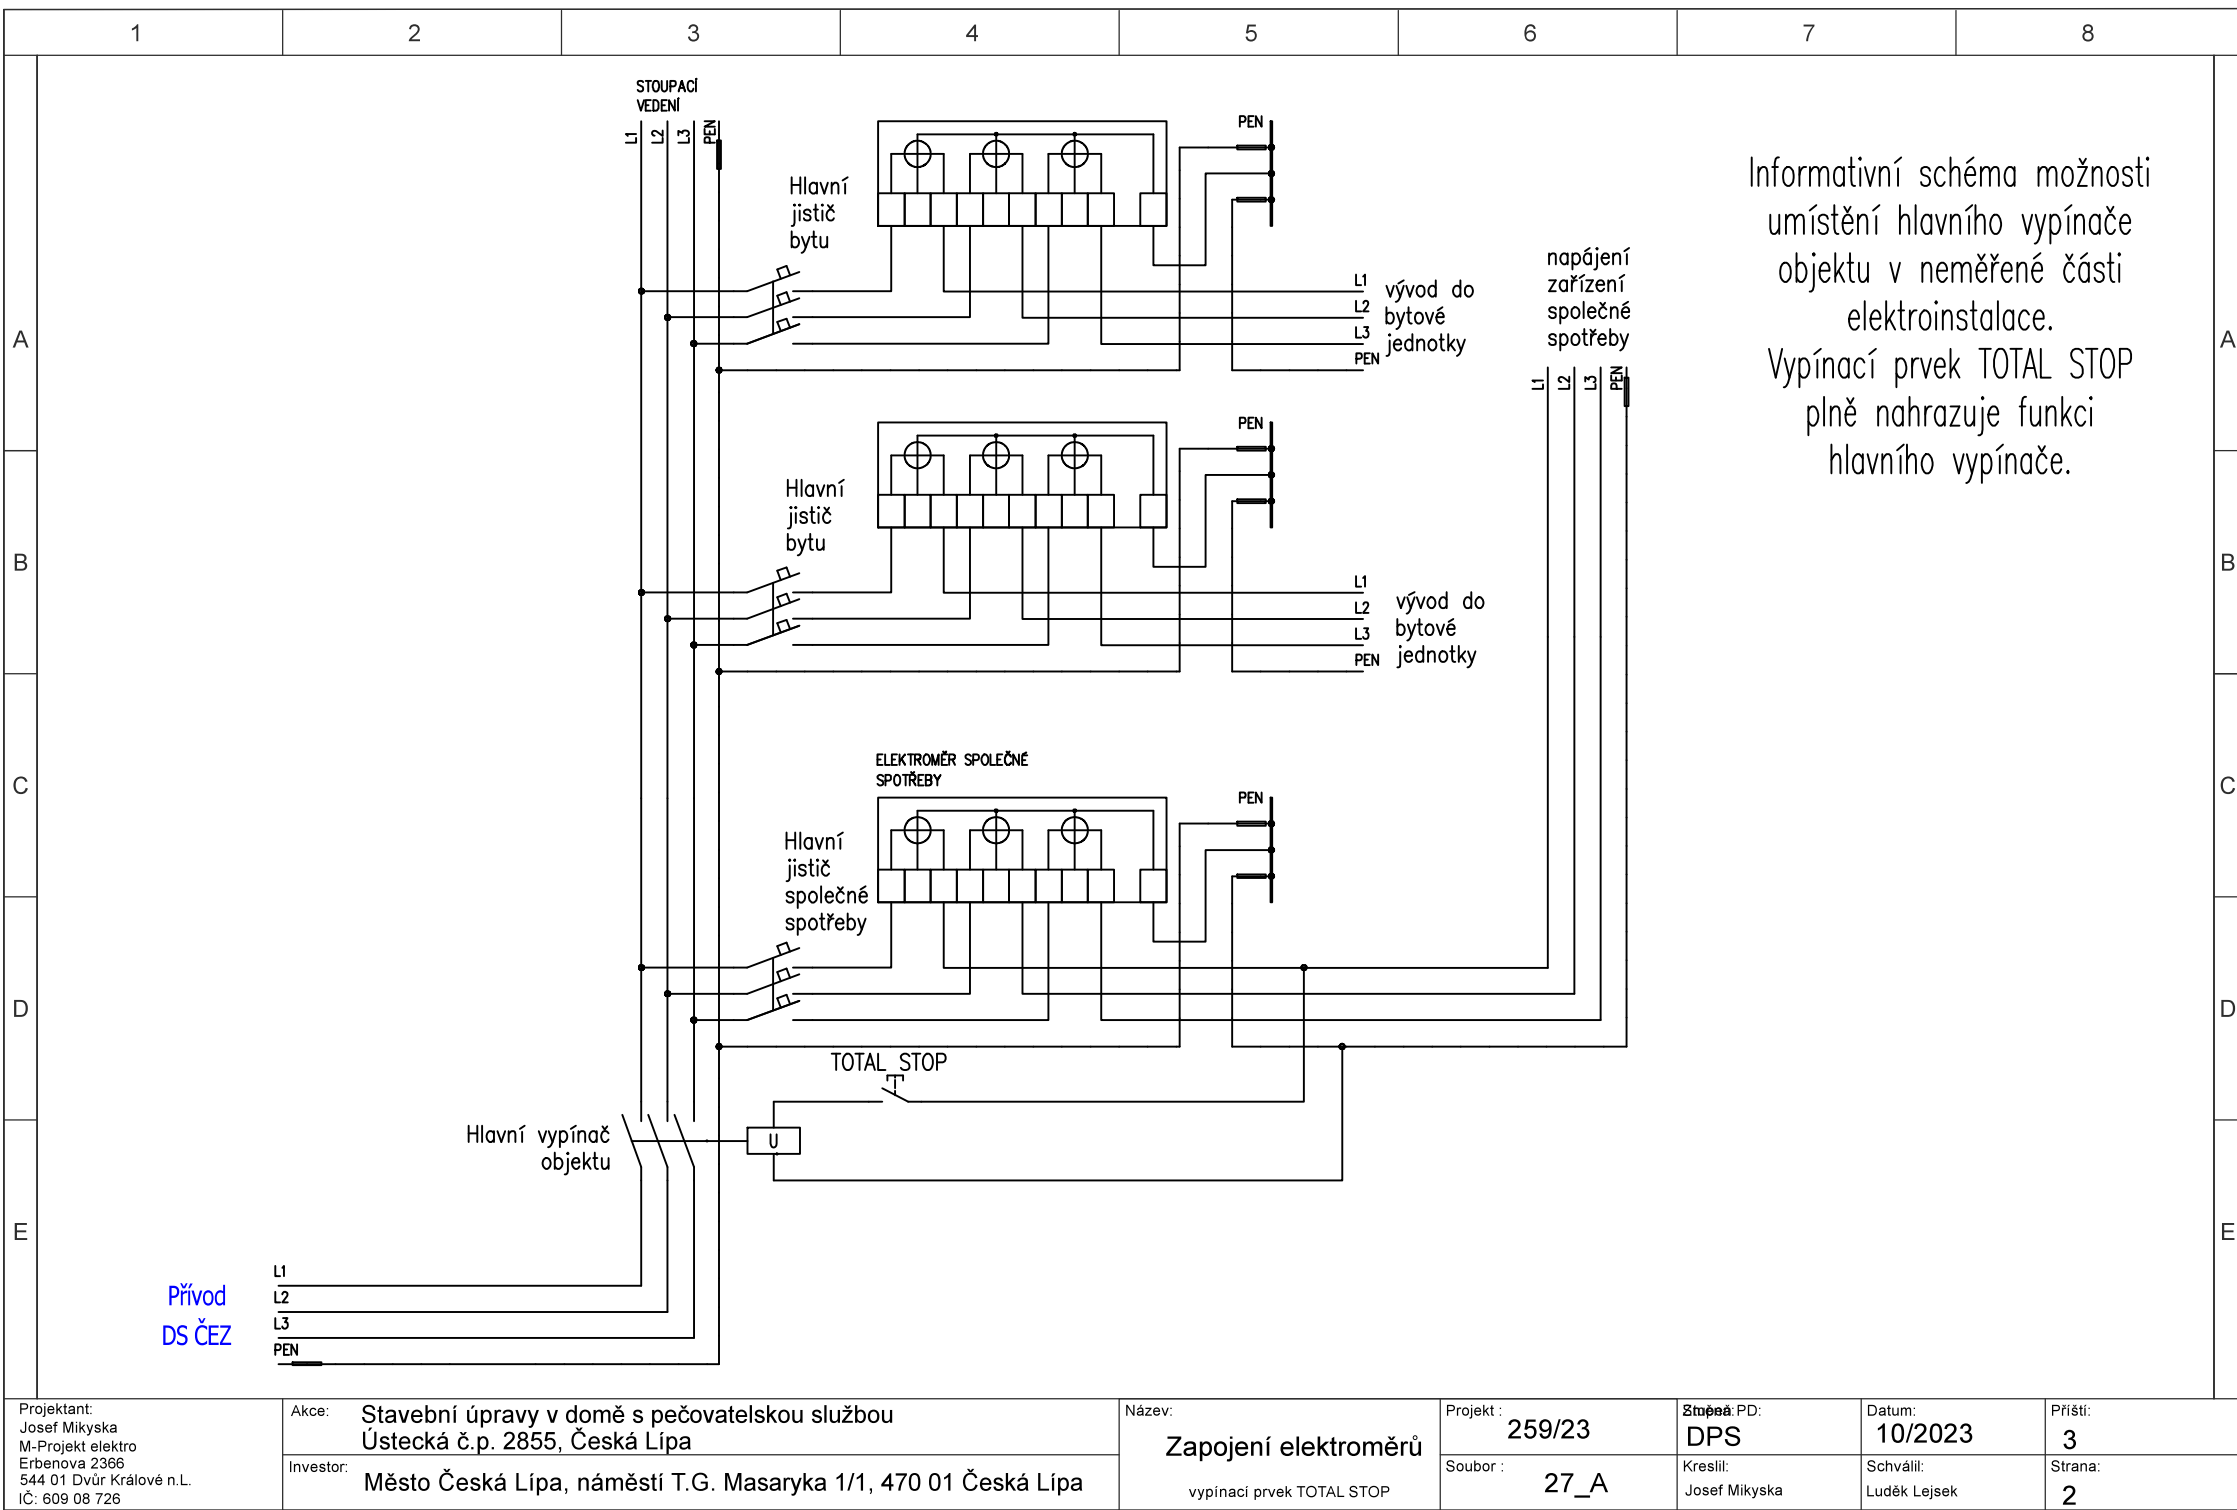 1 2 3 4 5 6 7 8
STOUPACÍ
VEDENÍ
L1 L2 L3 PEN
PEN
Hlavní
jistič
bytu
L1
L2
L3
PEN
vývod do
bytové
jednotky
napájení
zařízení
společné
spotřeby
L1 L2 L3 PEN
Informativní schéma možnosti
umístění hlavního vypínače
objektu v neměřené části
elektroinstalace.
Vypínací prvek TOTAL STOP
plně nahrazuje funkci
hlavního vypínače.
A A
PEN
Hlavní
jistič
bytu
L1
L2
L3
PEN
vývod do
bytové
jednotky
B B
ELEKTROMĚR SPOLEČNÉ
SPOTŘEBY
PEN
C C
Hlavní
jistič
společné
spotřeby
D D
TOTAL STOP
Hlavní vypínač
objektu
U
E E
Přívod
DS ČEZ
L1
L2
L3
PEN
Projektant:
Josef Mikyska
M-Projekt elektro
Erbenova 2366
544 01 Dvůr Králové n.L.
IČ: 609 08 726
Akce:
Stavební úpravy v domě s pečovatelskou službou
Ústecká č.p. 2855, Česká Lípa
Investor:
Město Česká Lípa, náměstí T.G. Masaryka 1/1, 470 01 Česká Lípa
Název:
Zapojení elektroměrů
vypínací prvek TOTAL STOP
Projekt :
259/23
Soubor :
27_A
PD:
DPS
Kreslil:
Josef Mikyska
Datum:
10/2023
Schválil:
Luděk Lejsek
Příští:
3
Strana:
2